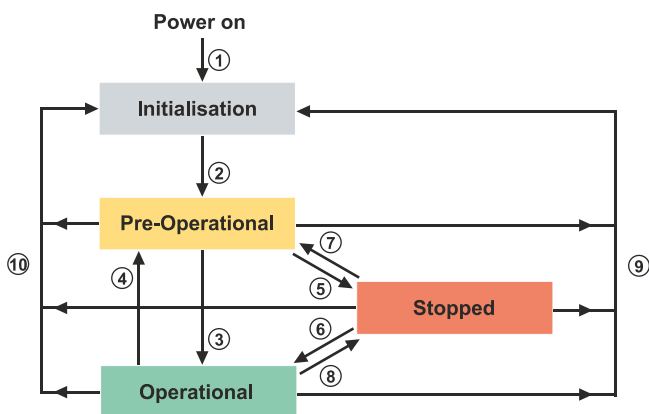 Power on
①
Initialisation
②
Pre-Operational
⑦
⑩
④
⑤
⑨
Stopped
③
⑥
Operational
⑧